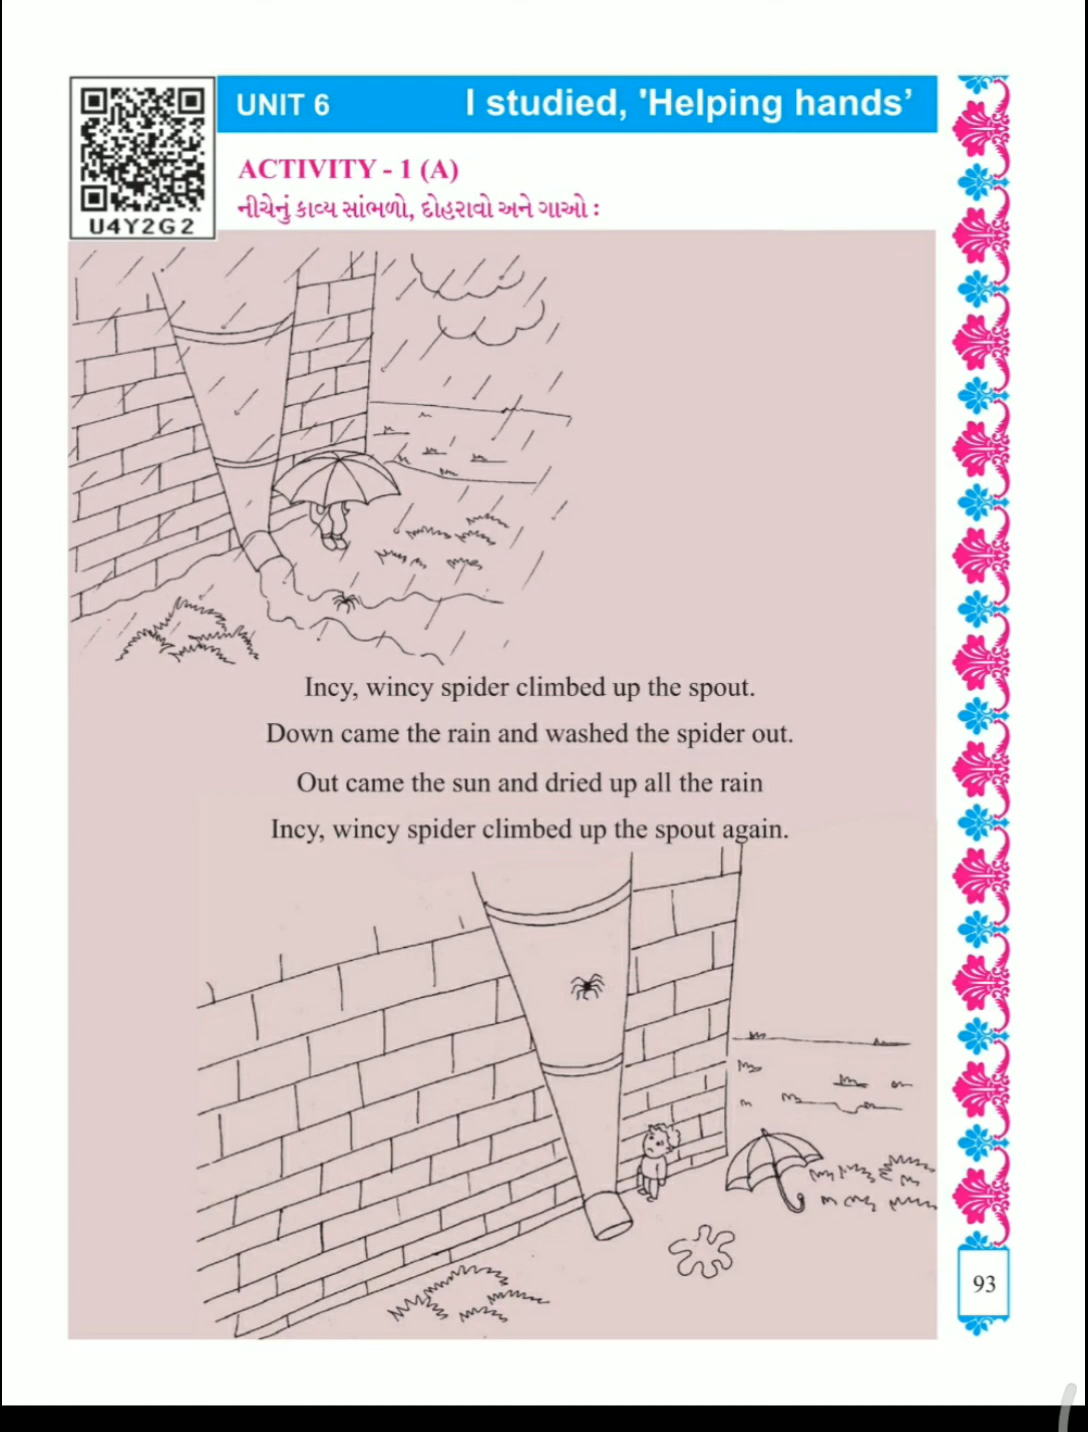 UNIT 6 I studied, 'Helping hands’
U4Y2G2
ACTIVITY - 1 (A)
નીચેનું કાવ્ય સાંભળો, દોહરાવો અને ગાઓ :
Incy, wincy spider climbed up the spout.
Down came the rain and washed the spider out.
Out came the sun and dried up all the rain
Incy, wincy spider climbed up the spout again.
93